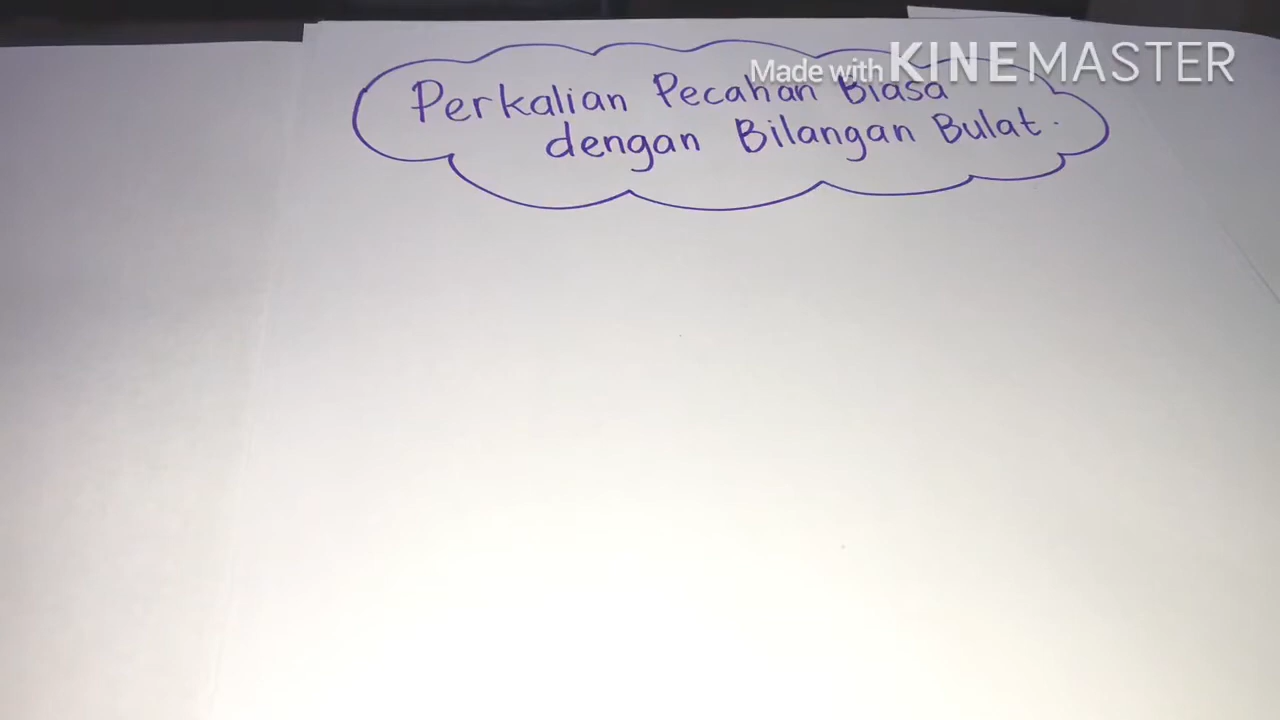 Made with KINEMASTER
Perkalian Pecahan Biasa
dengan Bilangan Bulat.